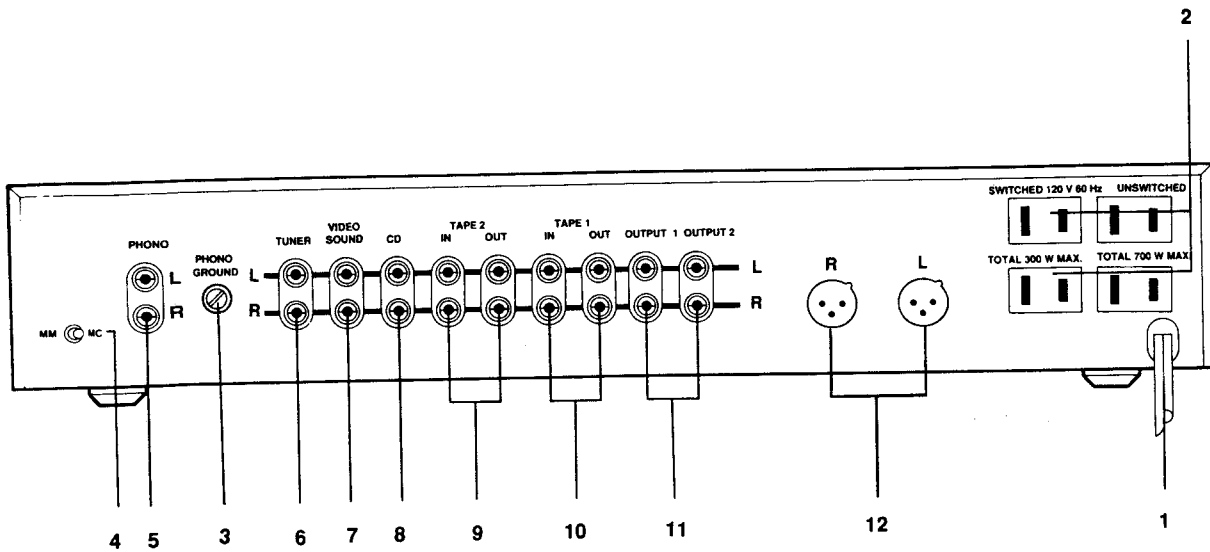 2
SWITCHED 120 V 60 Hz UNSWITCHED
TOTAL 300 W MAX. TOTAL 700 W MAX.
PHONO
L
R
PHONO
GROUND
MM MC
TUNER
VIDEO
SOUND
CD
TAPE 2
IN OUT
TAPE 1
IN OUT
OUTPUT 1 OUTPUT 2
L L
R R
R L
4 5 3 6 7 8 9 10 11 12 1